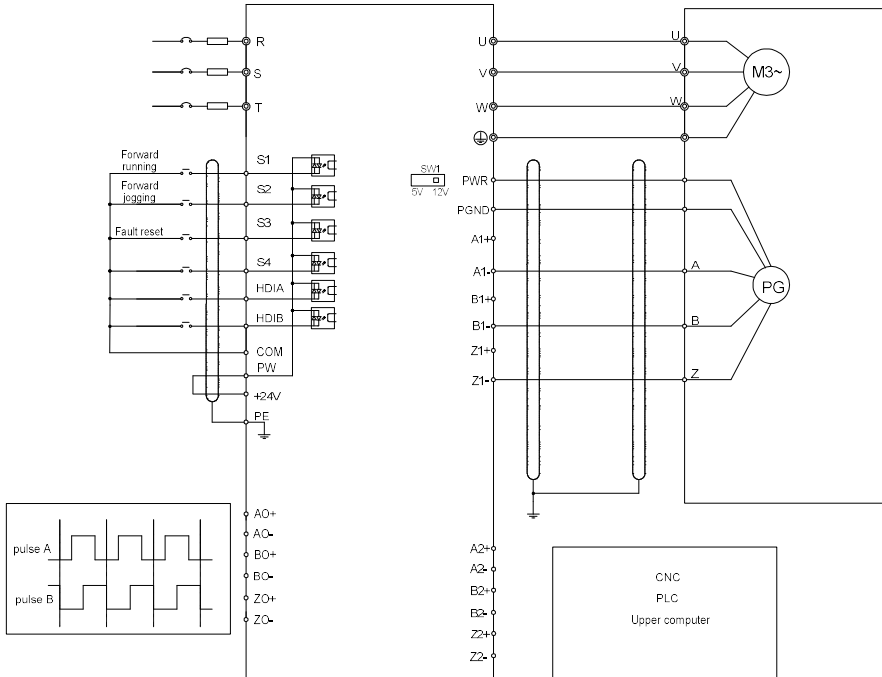 R
S
T
U
V
W
U
V
W
M3~
Forward
running
Forward
jogging
Fault reset
S1
S2
S3
S4
HDIA
HDIB
COM
PW
+24V
PE
SW1
5V 12V
PWR
PGND
A1+
A1-
B1+
B1-
Z1+
Z1-
A
B
Z
PG
pulse A
pulse B
AO+
AO-
BO+
BO-
ZO+
ZO-
A2+
A2-
B2+
B2-
Z2+
Z2-
CNC
PLC
Upper computer